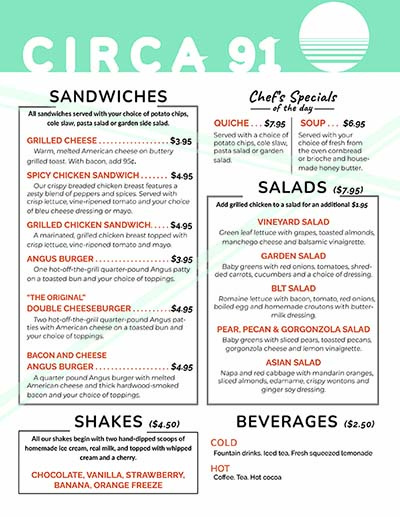 CIRCA 91
SANDWICHES
All sandwiches served with your choice of potato chips,
cole slaw, pasta salad or garden side salad.
GRILLED CHEESE . . . . . . . . . . . . . . . . $3.95
Warm, melted American cheese on buttery
grilled toast. With bacon, add 95¢.
SPICY CHICKEN SANDWICH . . . . . . . $4.95
Our crispy breaded chicken breast features a
zesty blend of peppers and spices. Served with
crisp lettuce, vine-ripened tomato and your choice
of bleu cheese dressing or mayo.
GRILLED CHICKEN SANDWICH. . . . . $4.95
A marinated, grilled chicken breast topped with
crisp lettuce, vine-ripened tomato and mayo.
ANGUS BURGER . . . . . . . . . . . . . . . . . $3.95
One hot-off-the-grill quarter-pound Angus patty
on a toasted bun and your choice of toppings.
"THE ORIGINAL"
DOUBLE CHEESEBURGER . . . . . . . . . $4.95
Two hot-off-the-grill quarter-pound Angus pat-
ties with American cheese on a toasted bun and
your choice of toppings.
BACON AND CHEESE
ANGUS BURGER . . . . . . . . . . . . . . . . . $4.95
A quarter pound Angus burger with melted
American cheese and thick hardwood-smoked
bacon and your choice of toppings.
SHAKES ($4.50)
All our shakes begin with two hand-dipped scoops of
homemade ice cream, real milk, and topped with whipped
cream and a cherry.
CHOCOLATE, VANILLA, STRAWBERRY,
BANANA, ORANGE FREEZE
Chef's Specials
of the day
QUICHE . . . $7.95
Served with a choice of
potato chips, cole slaw,
pasta salad or garden
salad.
SOUP . . . $6.95
Served with your
choice of fresh from
the oven cornbread
or brioche and house-
made honey butter.
SALADS ($7.95)
Add grilled chicken to a salad for an additional $1.95
VINEYARD SALAD
Green leaf lettuce with grapes, toasted almonds,
manchego cheese and balsamic vinaigrette.
GARDEN SALAD
Baby greens with red onions, tomatoes, shred-
ded carrots, cucumbers and a choice of dressing.
BLT SALAD
Romaine lettuce with bacon, tomato, red onions,
boiled egg and homemade croutons with butter-
milk dressing.
PEAR, PECAN & GORGONZOLA SALAD
Baby greens with sliced pears, toasted pecans,
gorgonzola cheese and lemon vinaigrette.
ASIAN SALAD
Napa and red cabbage with mandarin oranges,
sliced almonds, edamame, crispy wontons and
ginger soy dressing.
BEVERAGES ($2.50)
COLD
Fountain drinks. Iced tea. Fresh squeezed lemonade
HOT
Coffee. Tea. Hot cocoa